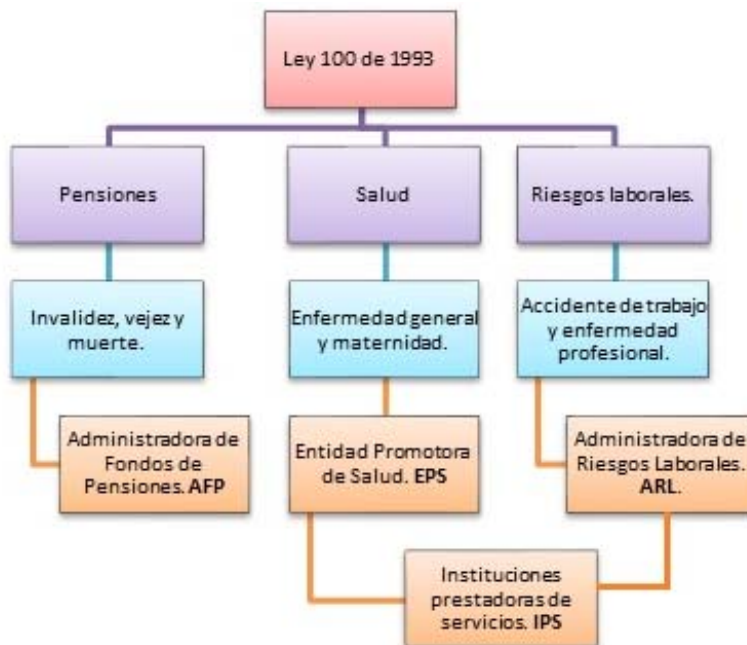 Ley 100 de 1993
Pensiones
Salud
Riesgos laborales.
Invalidez, vejez y
muerte.
Enfermedad general
y maternidad.
Accidente de trabajo
y enfermedad
profesional.
Administradora de
Fondos de
Pensiones. AFP
Entidad Promotora
de Salud. EPS
Administradora de
Riesgos Laborales.
ARL.
Instituciones
prestadoras de
servicios. IPS